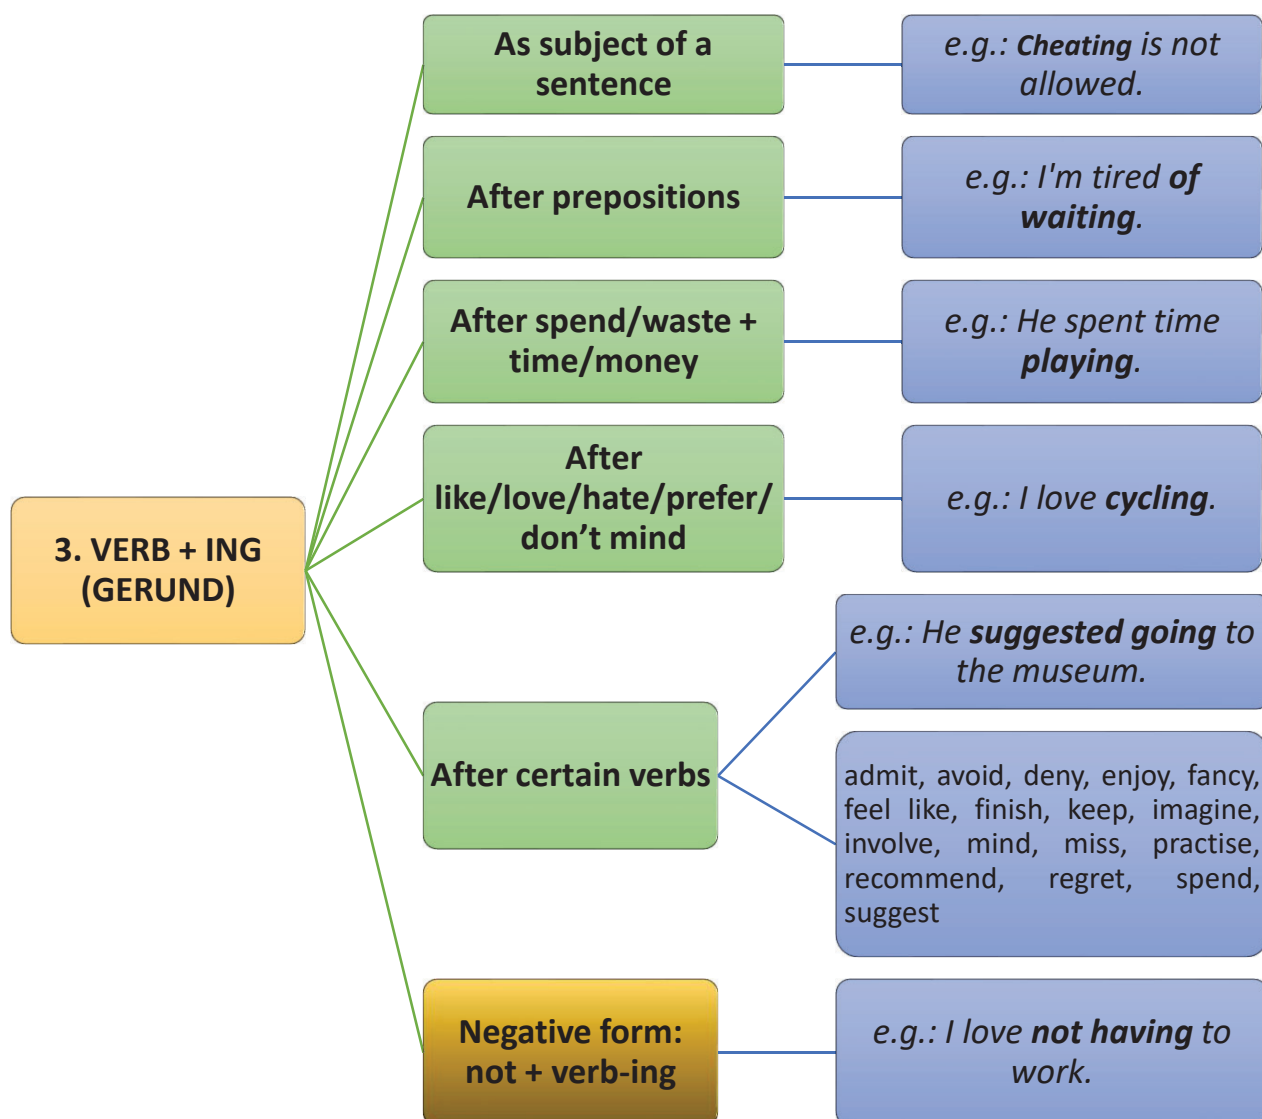 As subject of a
sentence
e.g.: Cheating is not
allowed.
After prepositions
e.g.: I'm tired of
waiting.
After spend/waste +
time/money
e.g.: He spent time
playing.
After
like/love/hate/prefer/
don’t mind
e.g.: I love cycling.
3. VERB + ING
(GERUND)
After certain verbs
e.g.: He suggested going to
the museum.
admit, avoid, deny, enjoy, fancy,
feel like, finish, keep, imagine,
involve, mind, miss, practise,
recommend, regret, spend,
suggest
Negative form:
not + verb-ing
e.g.: I love not having to
work.